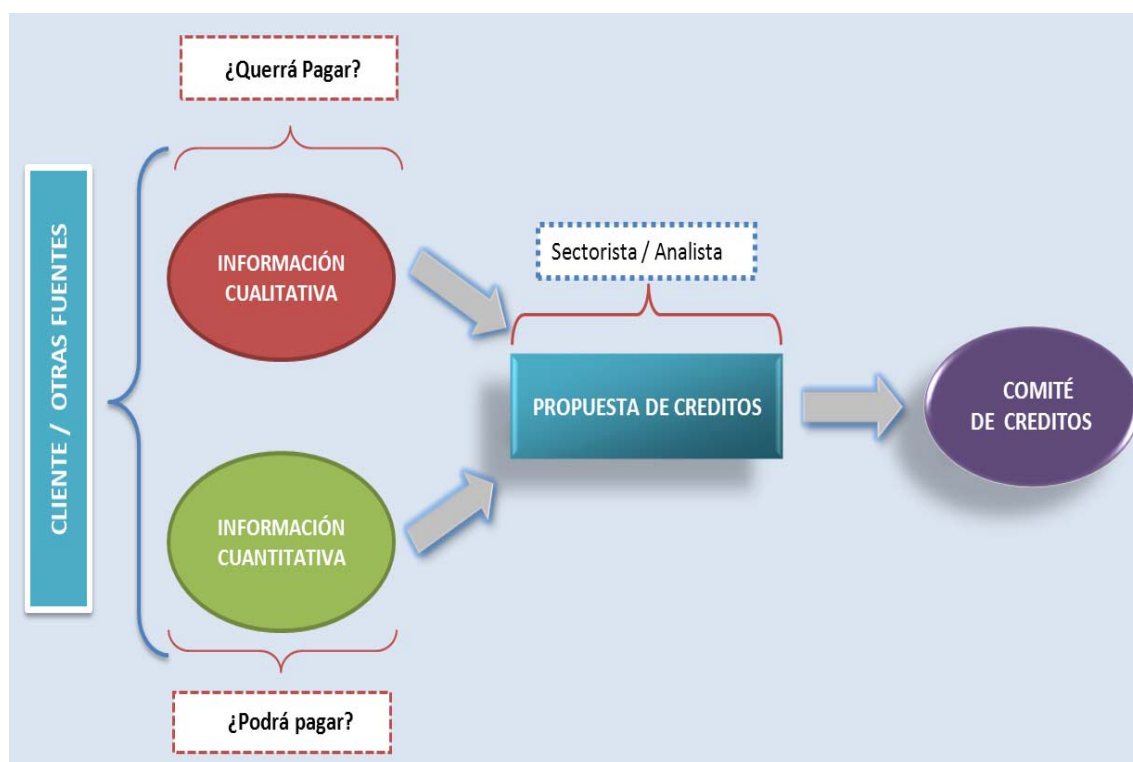 ¿Querrá Pagar?
CLIENTE / OTRAS FUENTES
INFORMACIÓN
CUALITATIVA
Sectorista / Analista
PROPUESTA DE CREDITOS
COMITÉ
DE CREDITOS
INFORMACIÓN
CUANTITATIVA
¿Podrá pagar?